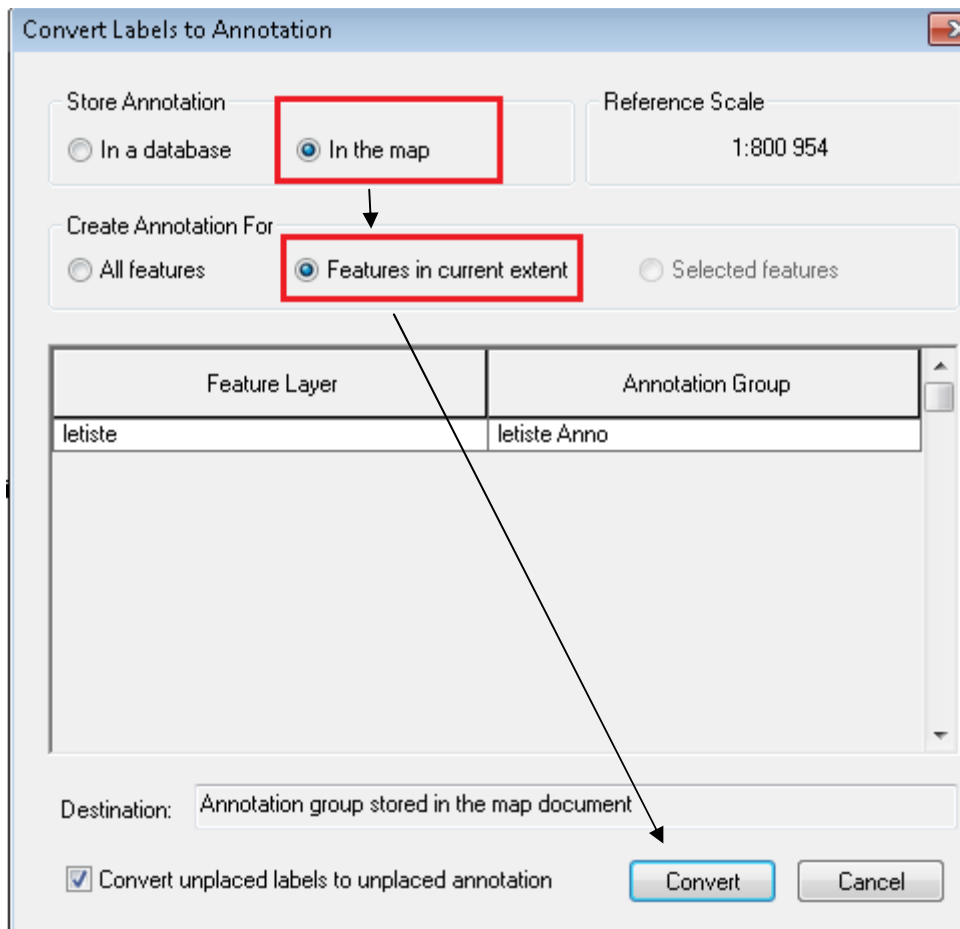 Convert Labels to Annotation
Store Annotation
In a database
In the map
Reference Scale
1:800 954
Create Annotation For
All features
Features in current extent
Selected features
Feature Layer
Annotation Group
letiste
letiste Anno
Destination:
Annotation group stored in the map document
Convert unplaced labels to unplaced annotation
Convert
Cancel